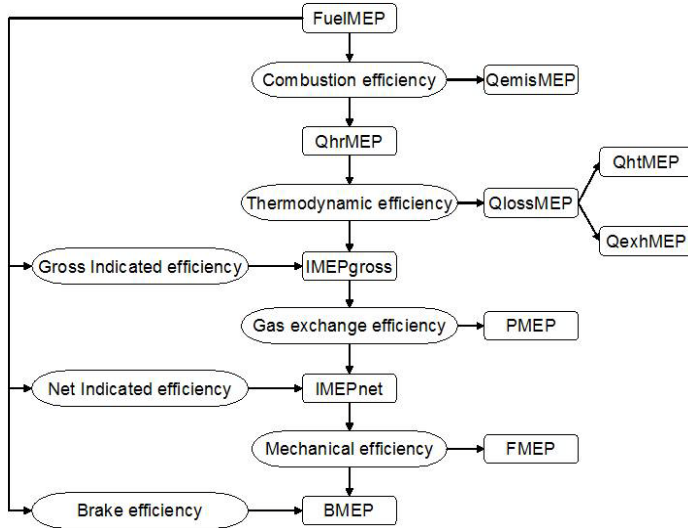 FuelMEP
Combustion efficiency
QemisMEP
QhrMEP
QhtMEP
Thermodynamic efficiency
QlossMEP
QexhMEP
Gross Indicated efficiency
IMEPgross
Gas exchange efficiency
PMEP
Net Indicated efficiency
IMEPnet
Mechanical efficiency
FMEP
Brake efficiency
BMEP